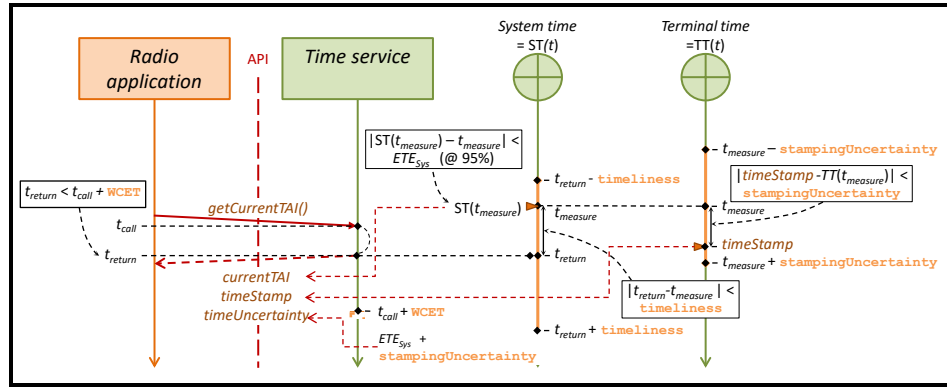 System time
= ST(t)
Terminal time
=TT(t)
Radio
application
API
Time service
|ST(tmeasure) – tmeasure| <
ETESys (@ 95%)
tmeasure – stampingUncertainty
|timeStamp -TT(tmeasure)| <
stampingUncertainty
treturn < tcall + WCET
treturn - timeliness
getCurrentTAI()
ST(tmeasure)
tmeasure
tmeasure
tcall
treturn
treturn
timeStamp
tmeasure + stampingUncertainty
currentTAI
timeStamp
timeUncertainty
|treturn-tmeasure| <
timeliness
tcall + WCET
treturn + timeliness
ETESys +
stampingUncertainty